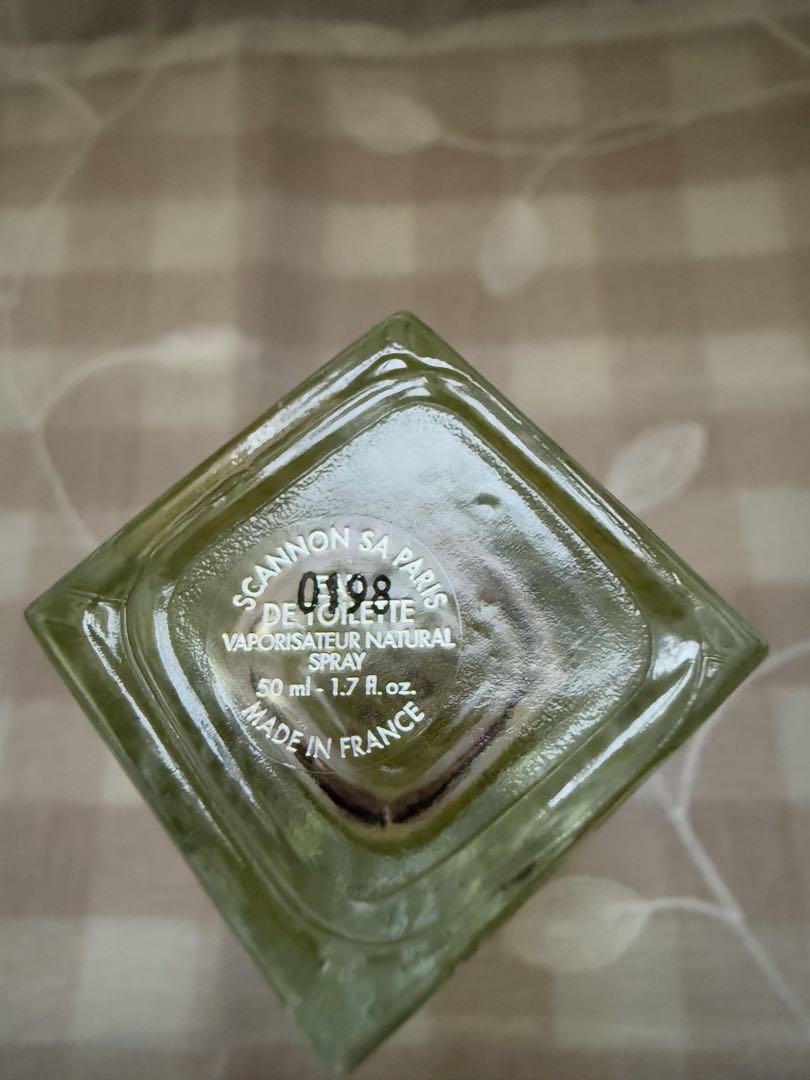 SCANNON SA PARIS
0198
DE TOILETTE
VAPORISATEUR NATURAL
SPRAY
50 ml - 1.7 fl. oz.
MADE IN FRANCE